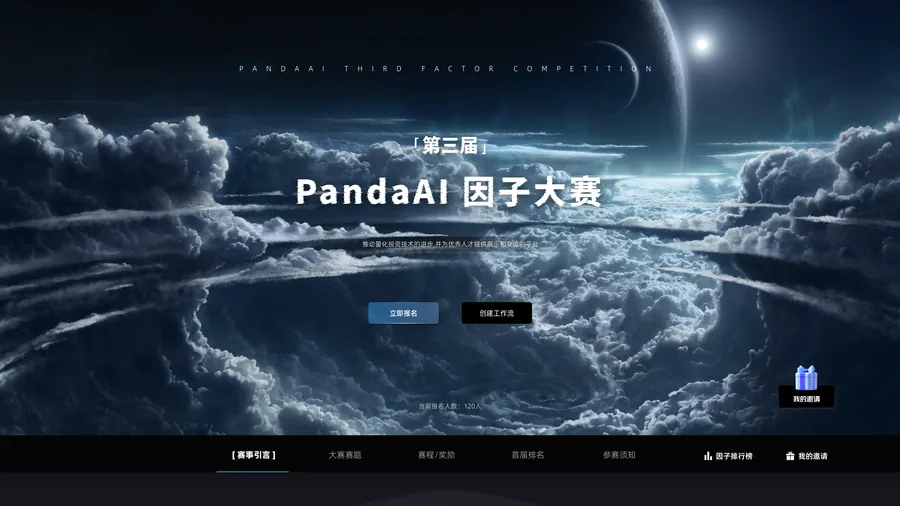 PANDAAI THIRD FACTOR COMPETITION
「第三届」
PandaAI 因子大赛
推动量化投资技术的进步,并为优秀人才提供展示和交流的平台
立即报名
创建工作流
我的邀请
当前报名人数：120人
[ 赛事引言 ]
大赛赛题
赛程/奖励
首届排名
参赛须知
因子排行榜
我的邀请